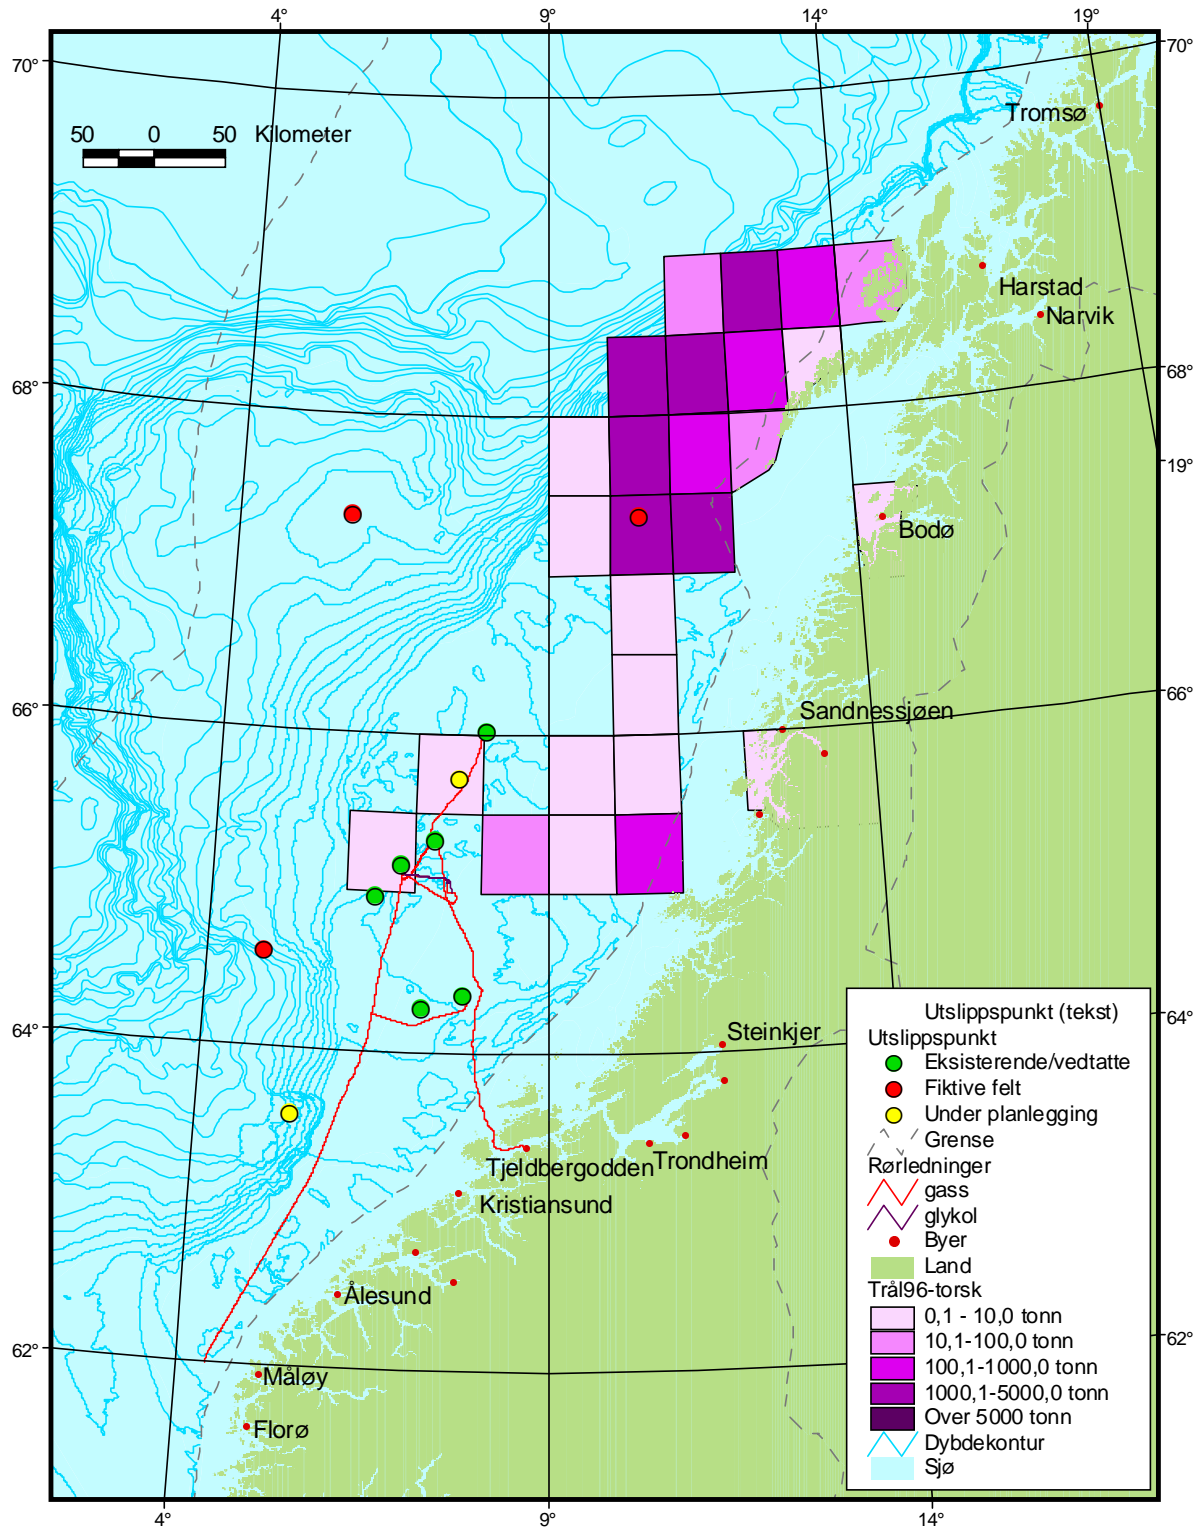 4° 9° 14° 19°
70° 70°
50 0 50 Kilometer
Tromsø
Harstad
Narvik
68° 68°
19°
Bodø
66° 66°
Sandnessjøen
64° 64°
Steinkjer
Tjeldbergodden
Trondheim
Kristiansund
Ålesund
62° 62°
Måløy
Florø
Utslippspunkt (tekst)
Utslippspunkt
Eksisterende/vedtatte
Fiktive felt
Under planlegging
Grense
Rørledninger
gass
glykol
Byer
Land
Trål96-torsk
0,1 - 10,0 tonn
10,1-100,0 tonn
100,1-1000,0 tonn
1000,1-5000,0 tonn
Over 5000 tonn
Dybdekontur
Sjø
4° 9° 14°